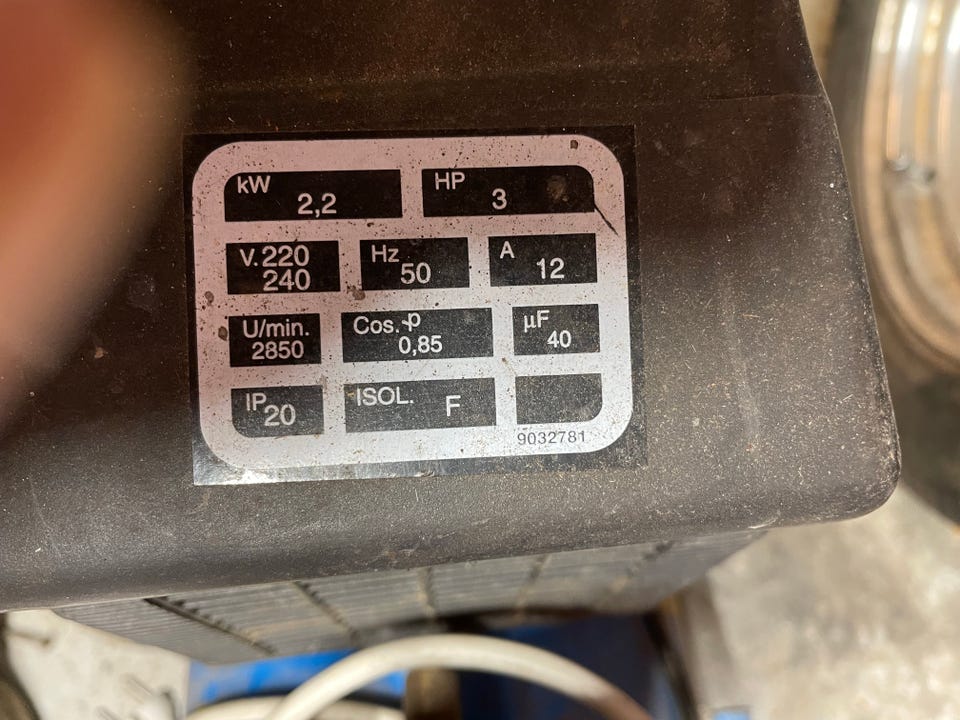 kW 2,2 HP 3
V. 220 240 Hz 50 A 12
U/min. 2850 Cos. φ 0,85 µF 40
IP 20 ISOL. F
9032781